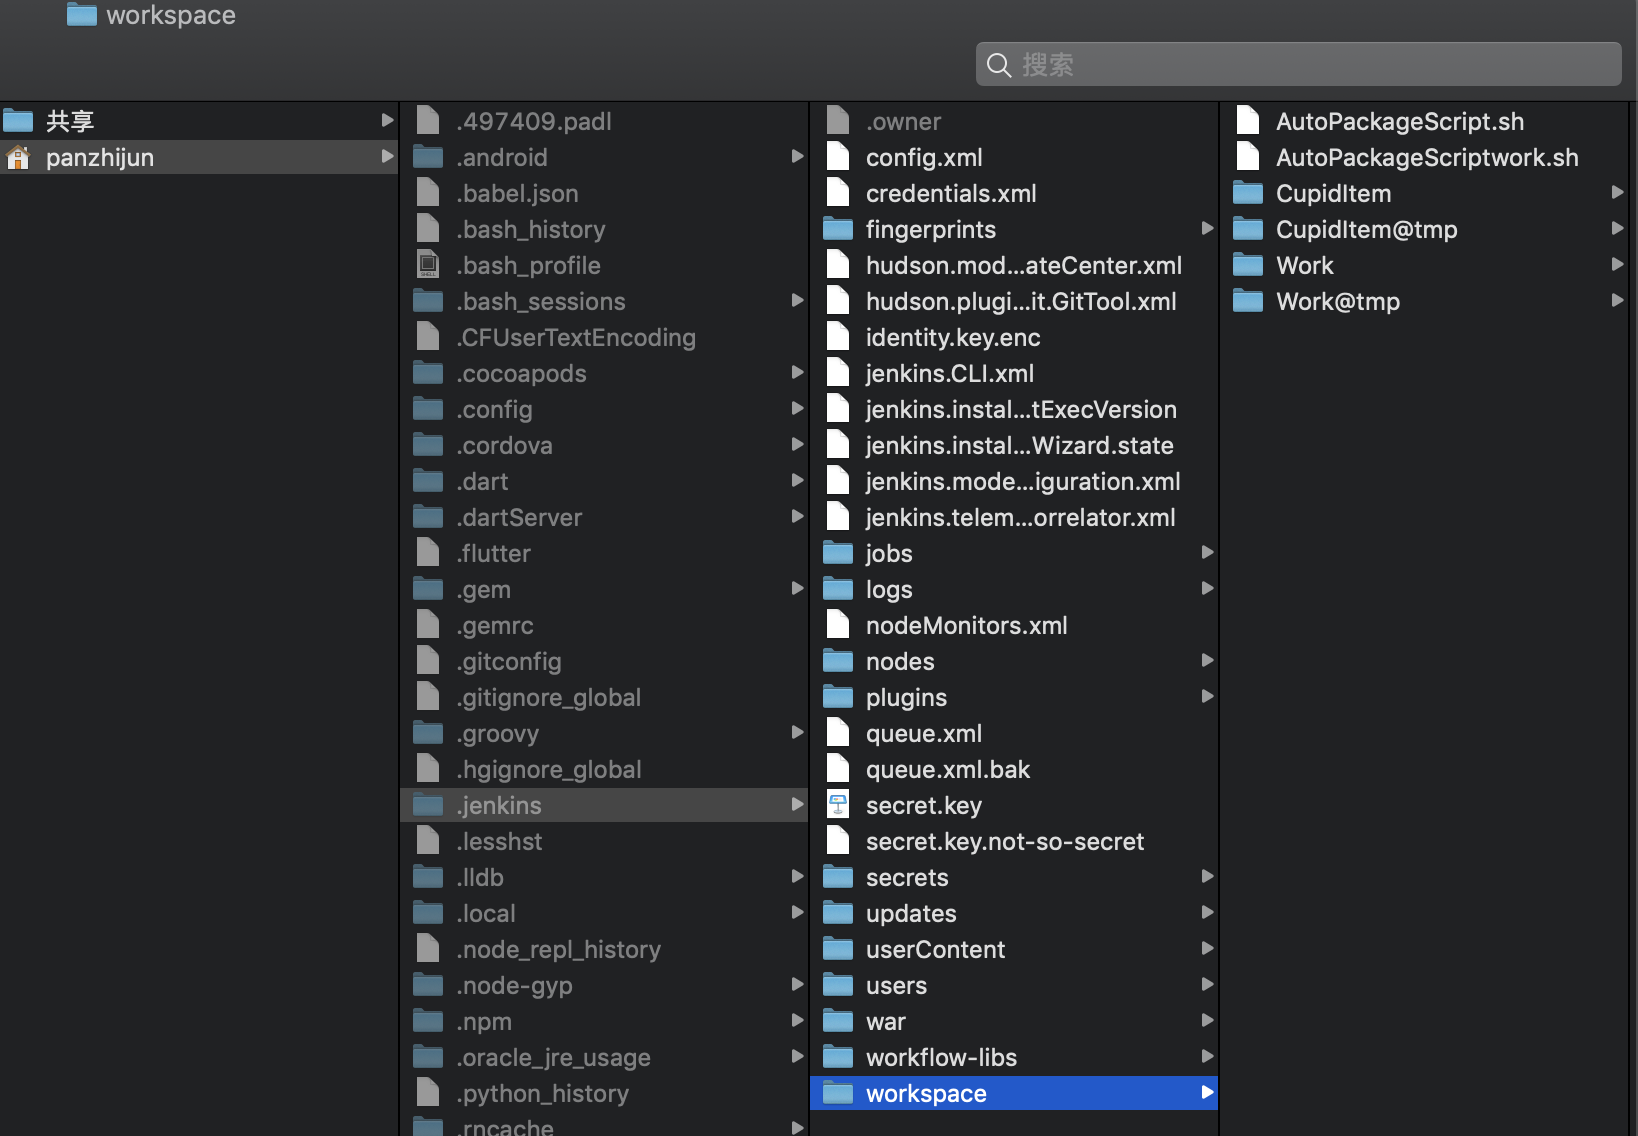 workspace
搜索
共享
panzhijun
.497409.padl
.android
.babel.json
.bash_history
.bash_profile
.bash_sessions
.CFUserTextEncoding
.cocoapods
.config
.cordova
.dart
.dartServer
.flutter
.gem
.gemrc
.gitconfig
.gitignore_global
.groovy
.hgignore_global
.jenkins
.lesshst
.lldb
.local
.node_repl_history
.node-gyp
.npm
.oracle_jre_usage
.python_history
.rncache
.owner
config.xml
credentials.xml
fingerprints
hudson.mod...ateCenter.xml
hudson.plugi...it.GitTool.xml
identity.key.enc
jenkins.CLI.xml
jenkins.instal...tExecVersion
jenkins.instal...Wizard.state
jenkins.mode...iguration.xml
jenkins.telem...orrelator.xml
jobs
logs
nodeMonitors.xml
nodes
plugins
queue.xml
queue.xml.bak
secret.key
secret.key.not-so-secret
secrets
updates
userContent
users
war
workflow-libs
workspace
AutoPackageScript.sh
AutoPackageScriptwork.sh
CupidItem
CupidItem@tmp
Work
Work@tmp